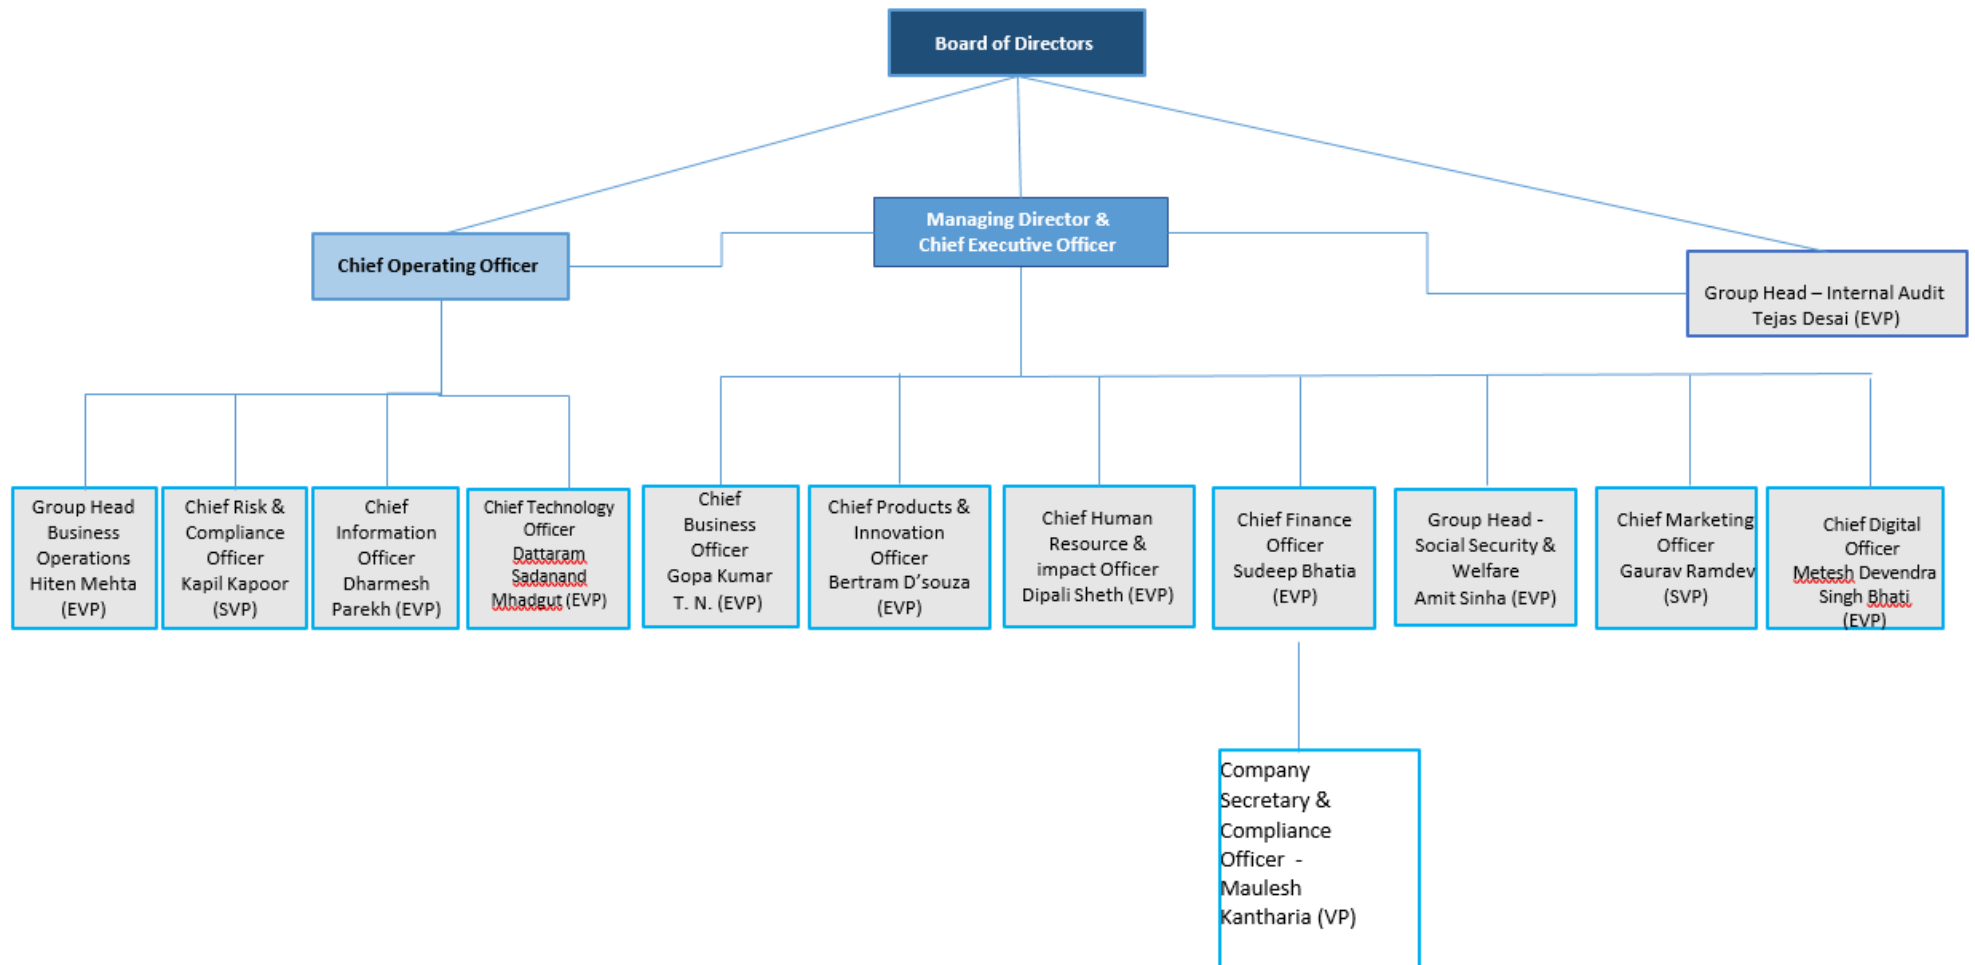 Board of Directors
Managing Director &
Chief Executive Officer
Chief Operating Officer
Group Head – Internal Audit
Tejas Desai (EVP)
Group Head
Business
Operations
Hiten Mehta
(EVP)
Chief Risk &
Compliance
Officer
Kapil Kapoor
(SVP)
Chief
Information
Officer
Dharmesh
Parekh (EVP)
Chief Technology
Officer
Dattaram
Sadanand
Mhadgut (EVP)
Chief
Business
Officer
Gopa Kumar
T. N. (EVP)
Chief Products &
Innovation
Officer
Bertram D’souza
(EVP)
Chief Human
Resource &
impact Officer
Dipali Sheth (EVP)
Chief Finance
Officer
Sudeep Bhatia
(EVP)
Group Head -
Social Security &
Welfare
Amit Sinha (EVP)
Chief Marketing
Officer
Gaurav Ramdev
(SVP)
Chief Digital
Officer
Metesh Devendra
Singh Bhati
(EVP)
Company
Secretary &
Compliance
Officer -
Maulesh
Kantharia (VP)